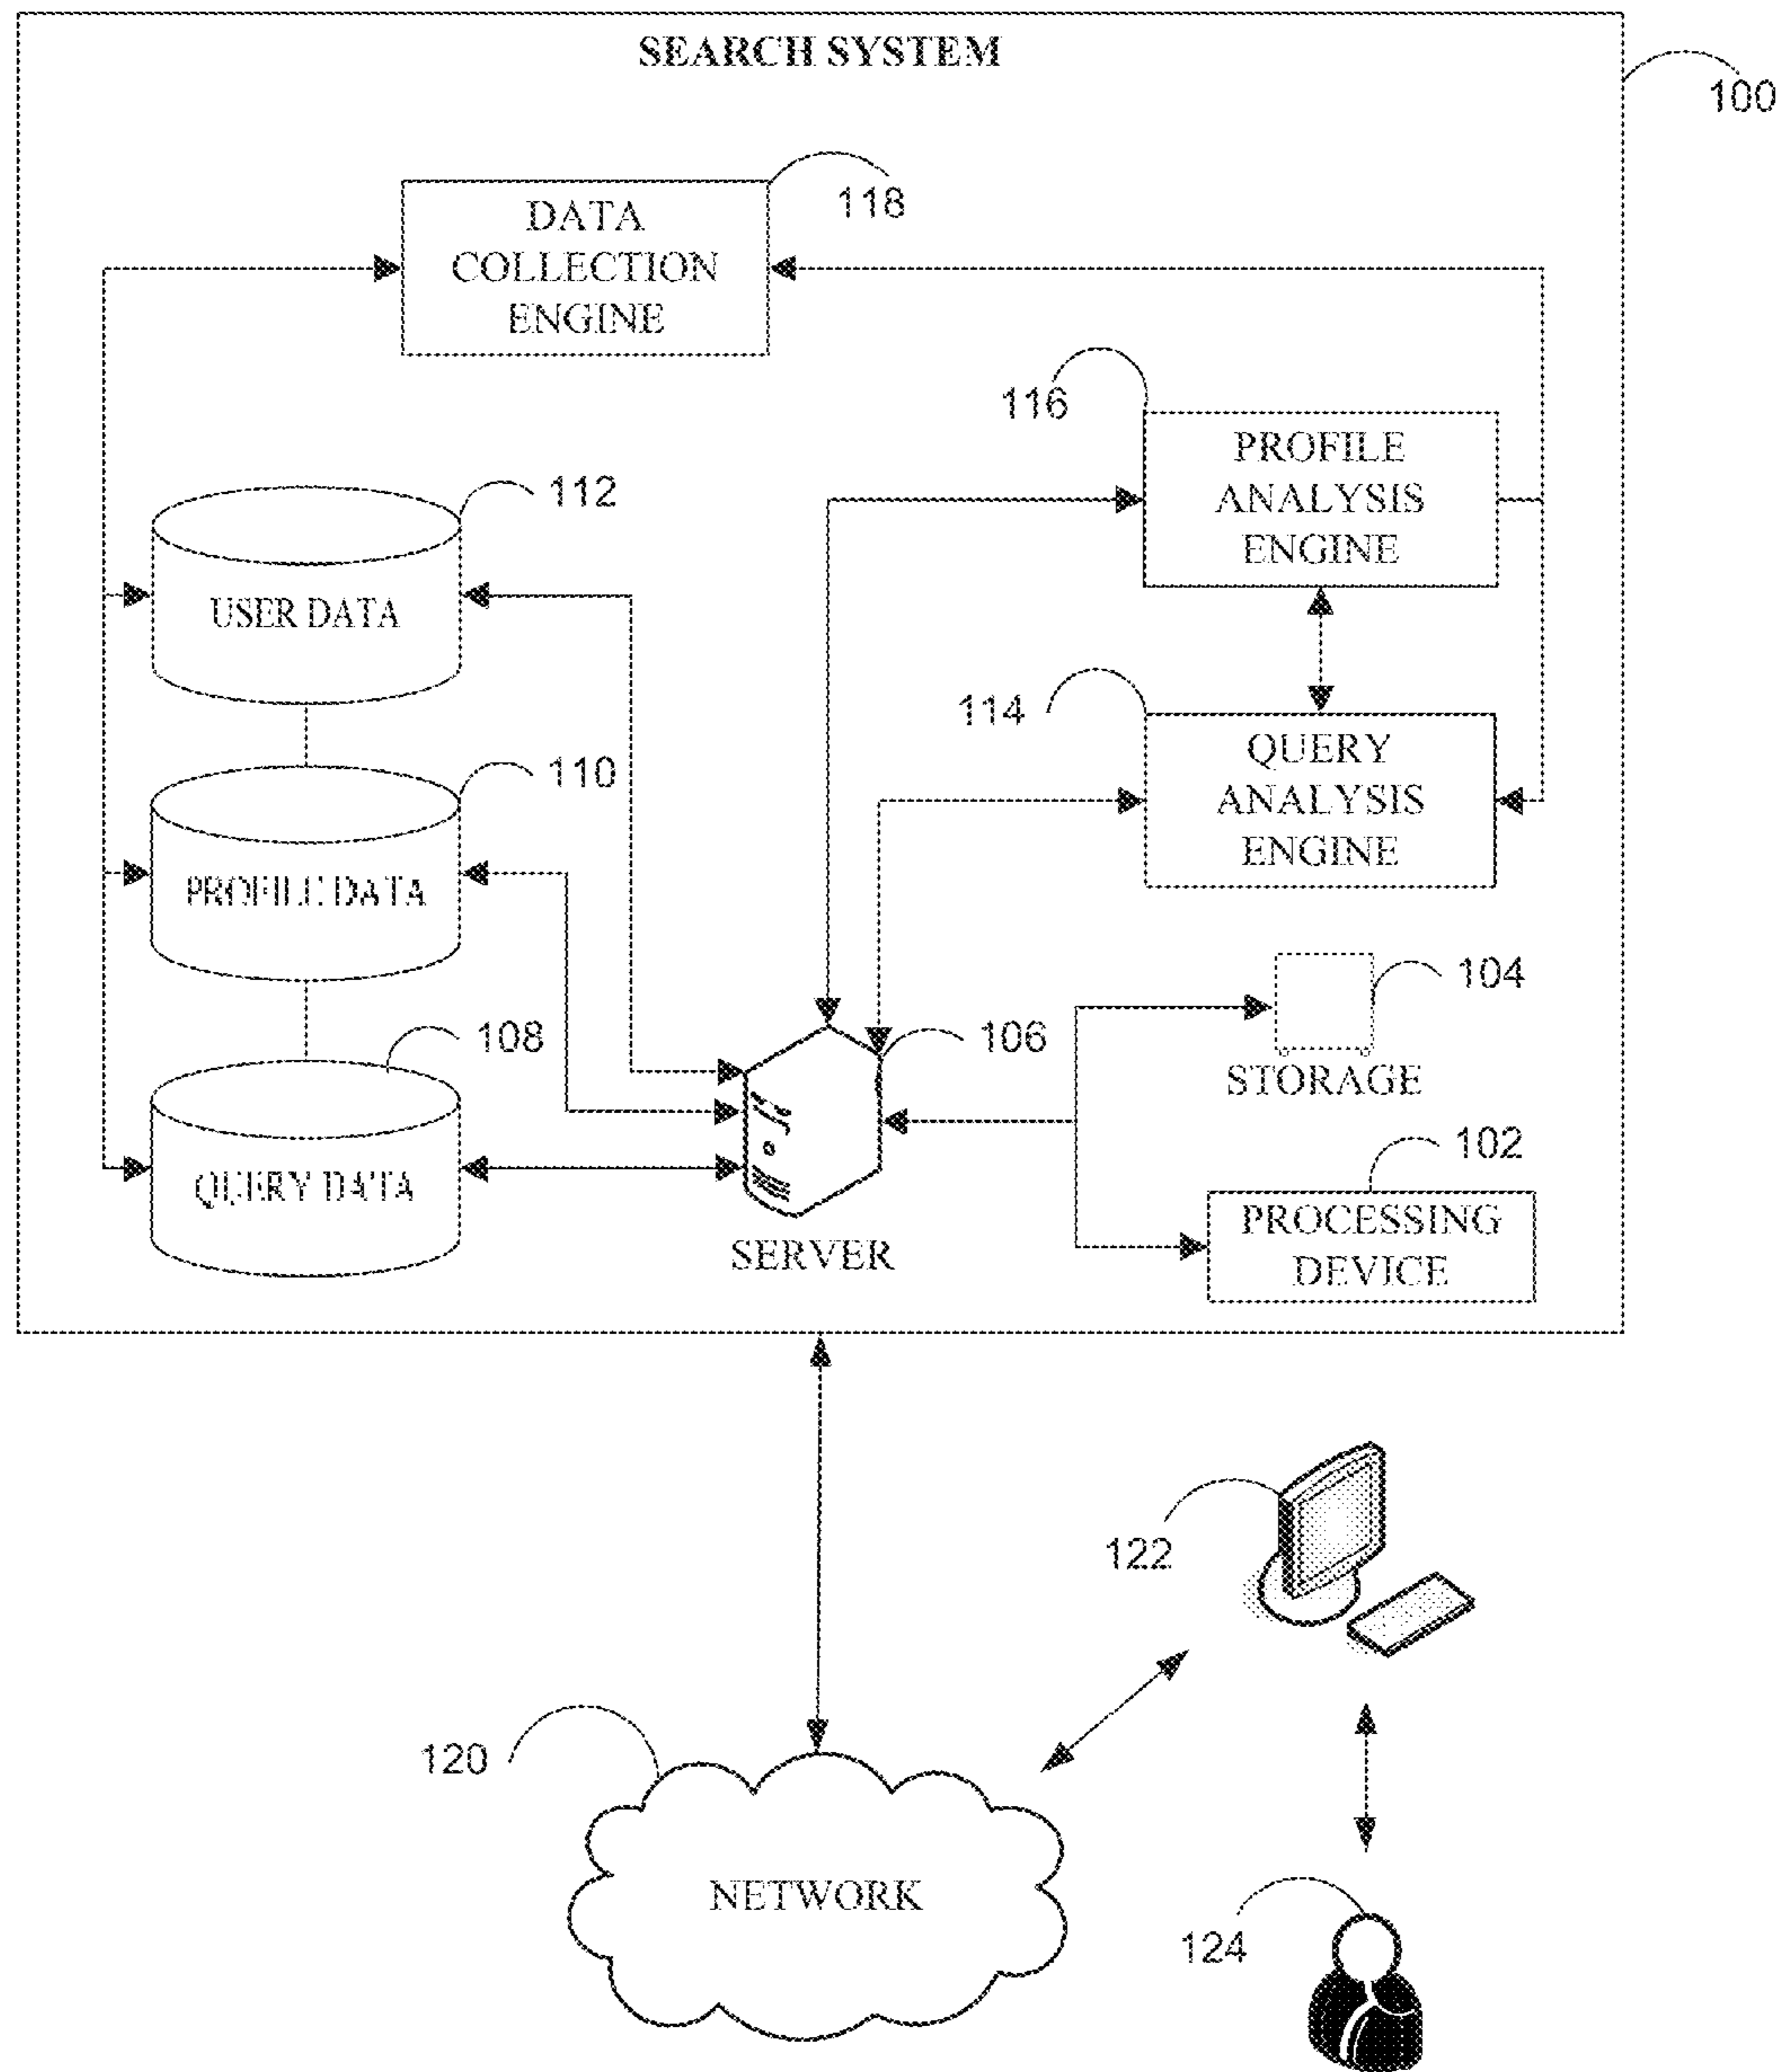 SEARCH SYSTEM
100
118
DATA
COLLECTION
ENGINE
116
PROFILE
ANALYSIS
ENGINE
112
USER DATA
114
QUERY
ANALYSIS
ENGINE
110
PROFILE DATA
104
STORAGE
108
106
QUERY DATA
SERVER
102
PROCESSING
DEVICE
122
120
NETWORK
124